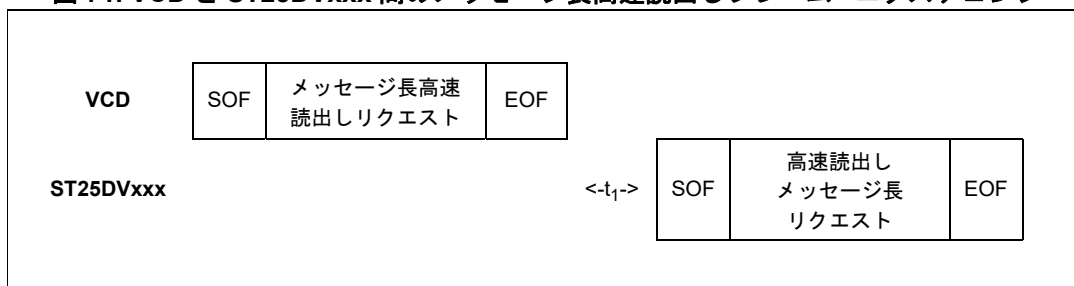 VCD SOF メッセージ長高速 EOF
読出しリクエスト
ST25DVxxx <-t1-> SOF 高速読出し EOF
メッセージ長
リクエスト